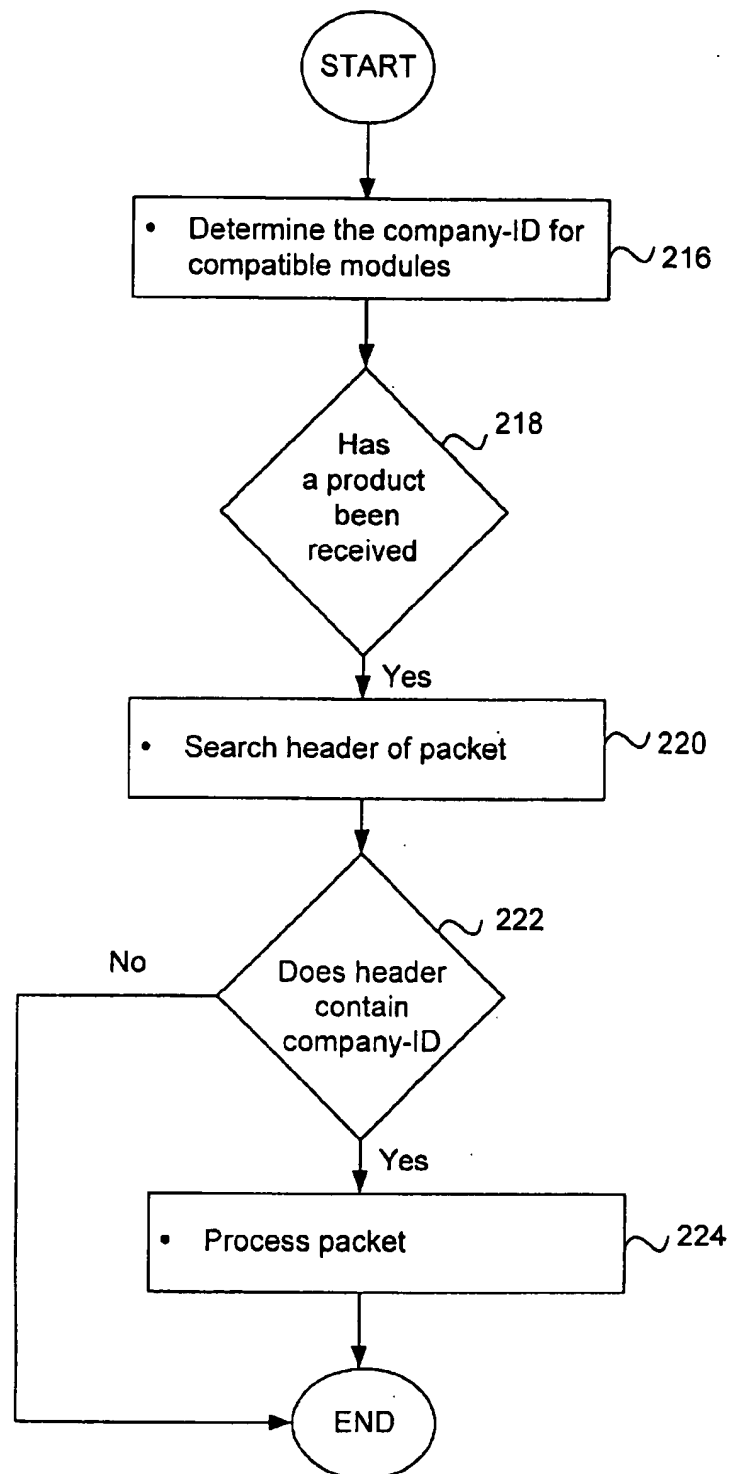 START
• Determine the company-ID for
compatible modules
216
218
Has
a product
been
received
Yes
• Search header of packet
220
222
No
Does header
contain
company-ID
Yes
• Process packet
224
END